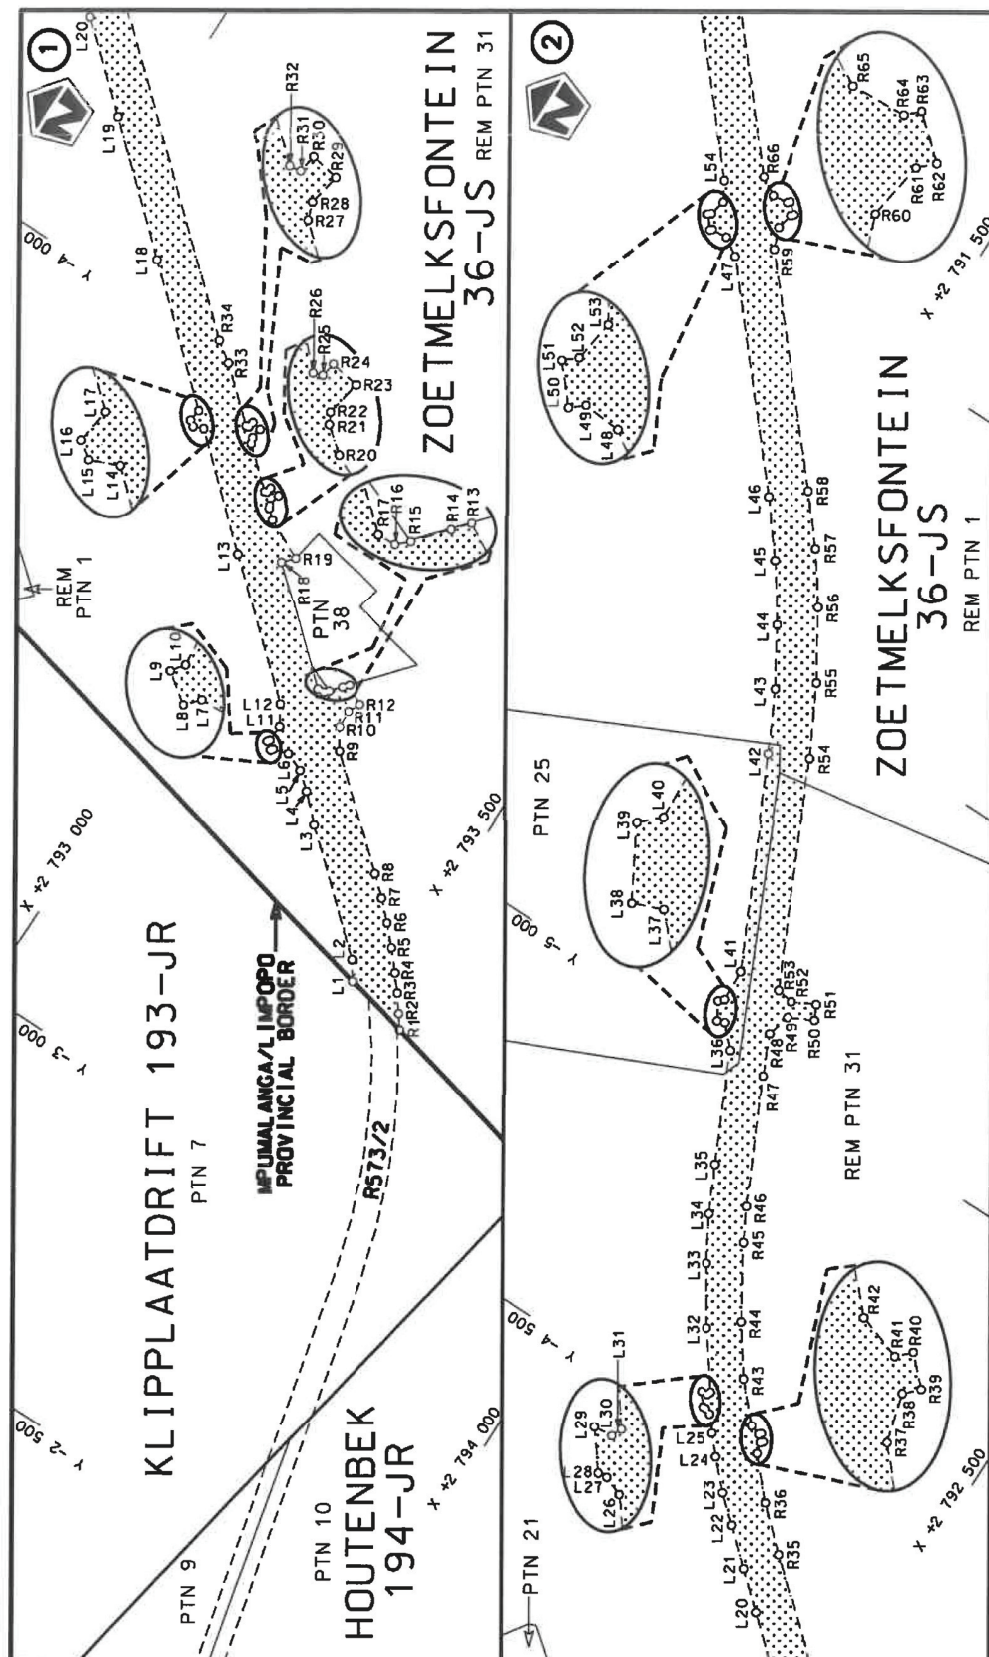 1
KLIPPLAATDRIFT 193-JR
PTN 7
PTN 9
PTN 10
HOUTENBEK
194-JR
R573/2
MPUMALANGA/LIMPOPO
PROVINCIAL BORDER
REM
PTN 1
PTN
38
ZOETMELKSFONTEIN
36-JS
REM PTN 31
Y -2 500
Y -3 000
Y -4 000
X +2 793 000
X +2 793 500
X +2 794 000
L1
L2
L3
L4
L5
L6
L7
L8
L9
L10
L11
L12
L13
L14
L15
L16
L17
L18
L19
L20
R1
R2
R3
R4
R5
R6
R7
R8
R9
R10
R11
R12
R13
R14
R15
R16
R17
R18
R19
R20
R21
R22
R23
R24
R25
R26
R27
R28
R29
R30
R31
R32
R33
R34
2
PTN 21
PTN 25
REM PTN 31
ZOETMELKSFONTEIN
36-JS
REM PTN 1
Y -4 500
Y -5 000
X +2 792 500
X +2 791 500
L20
L21
L22
L23
L24
L25
L26
L27
L28
L29
L30
L31
L32
L33
L34
L35
L36
L37
L38
L39
L40
L41
L42
L43
L44
L45
L46
L47
L48
L49
L50
L51
L52
L53
L54
R35
R36
R37
R38
R39
R40
R41
R42
R43
R44
R45
R46
R47
R48
R49
R50
R51
R52
R53
R54
R55
R56
R57
R58
R59
R60
R61
R62
R63
R64
R65
R66